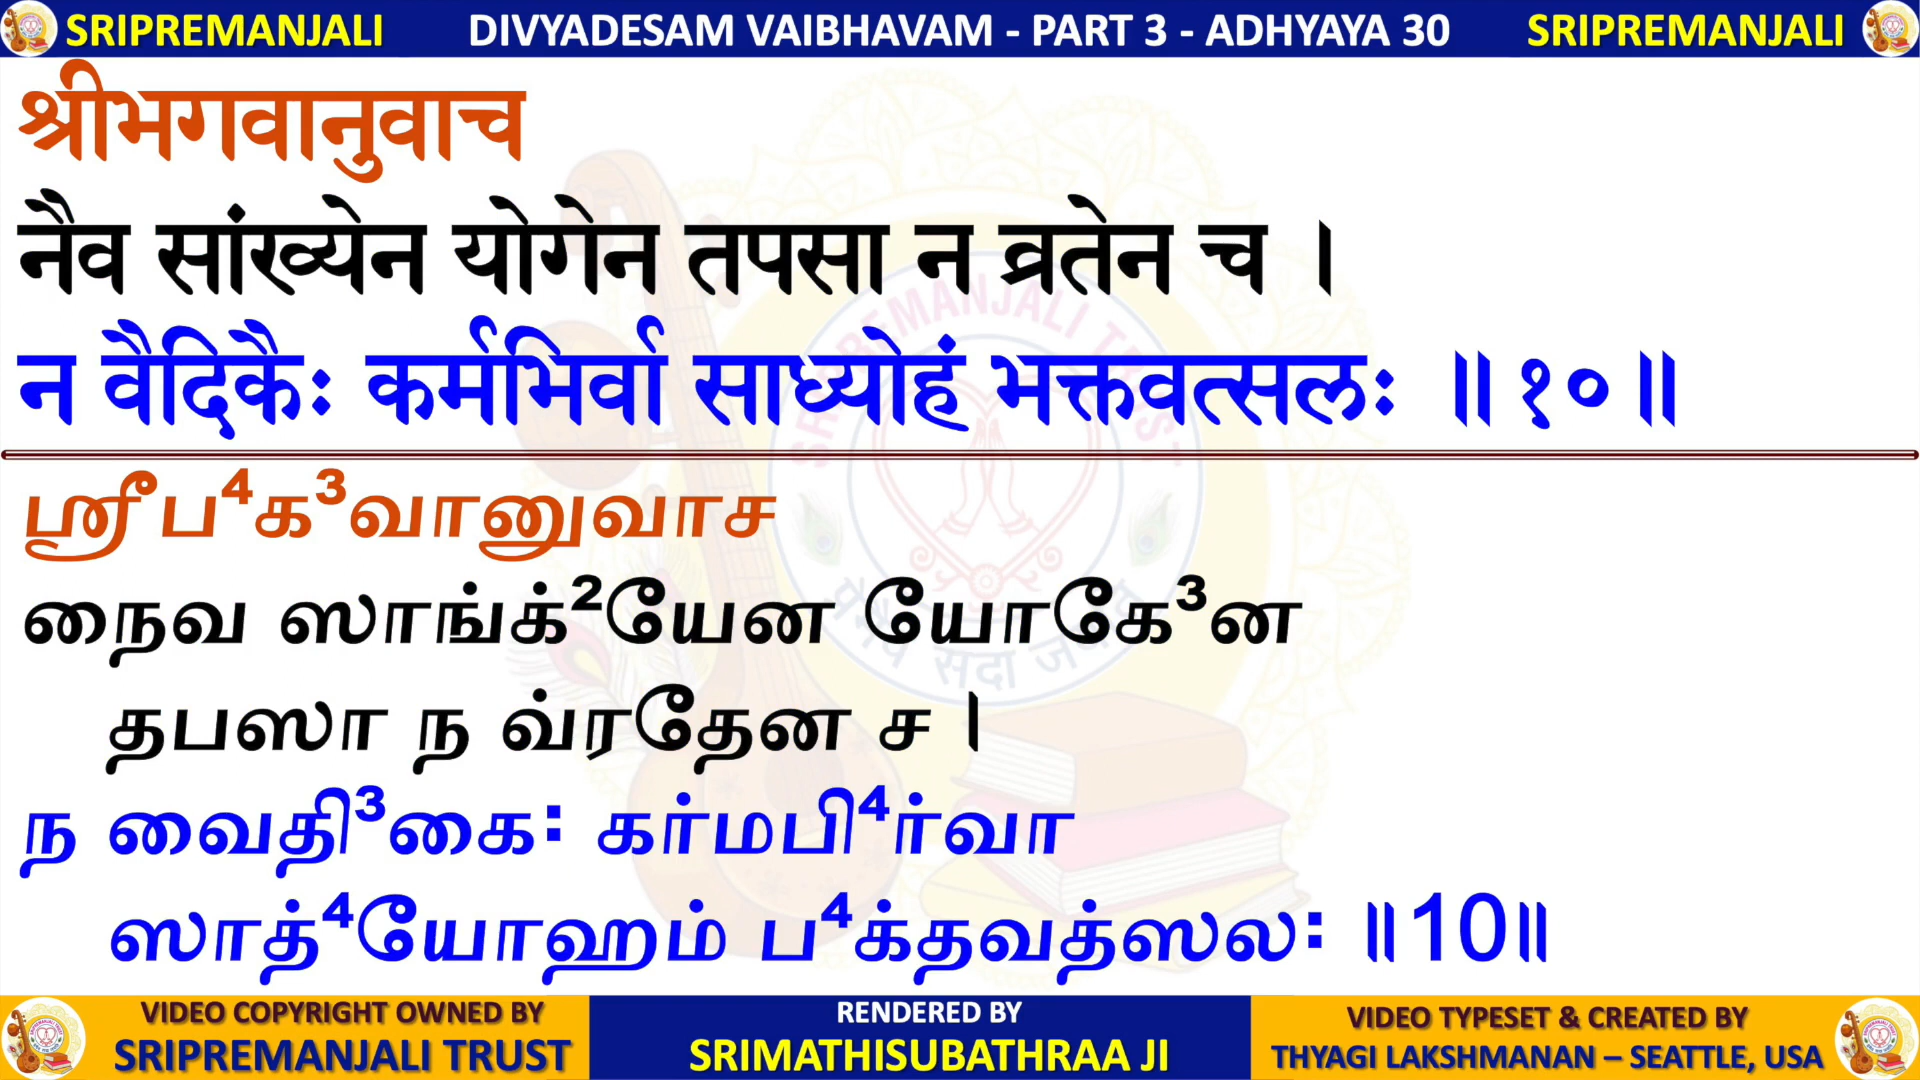 SRIPREMANJALI DIVYADESAM VAIBHAVAM - PART 3 - ADHYAYA 30 SRIPREMANJALI
श्रीभगवानुवाच
नैव सांख्येन योगेन तपसा न व्रतेन च ।
न वैदिकैः कर्मभिर्वा साध्योहं भक्तवत्सलः ॥१०॥
ஸ்ரீப⁴க³வானுவாச
நைவ ஸாங்க்²யேன யோகே³ன
தபஸா ந வ்ரதேன ச ।
ந வைதி³கை꞉ கர்மபி⁴ர்வா
ஸாத்⁴யோஹம் ப⁴க்தவத்ஸல꞉ ॥10॥
VIDEO COPYRIGHT OWNED BY
SRIPREMANJALI TRUST
RENDERED BY
SRIMATHISUBATHRAA JI
VIDEO TYPESET & CREATED BY
THYAGI LAKSHMANAN – SEATTLE, USA